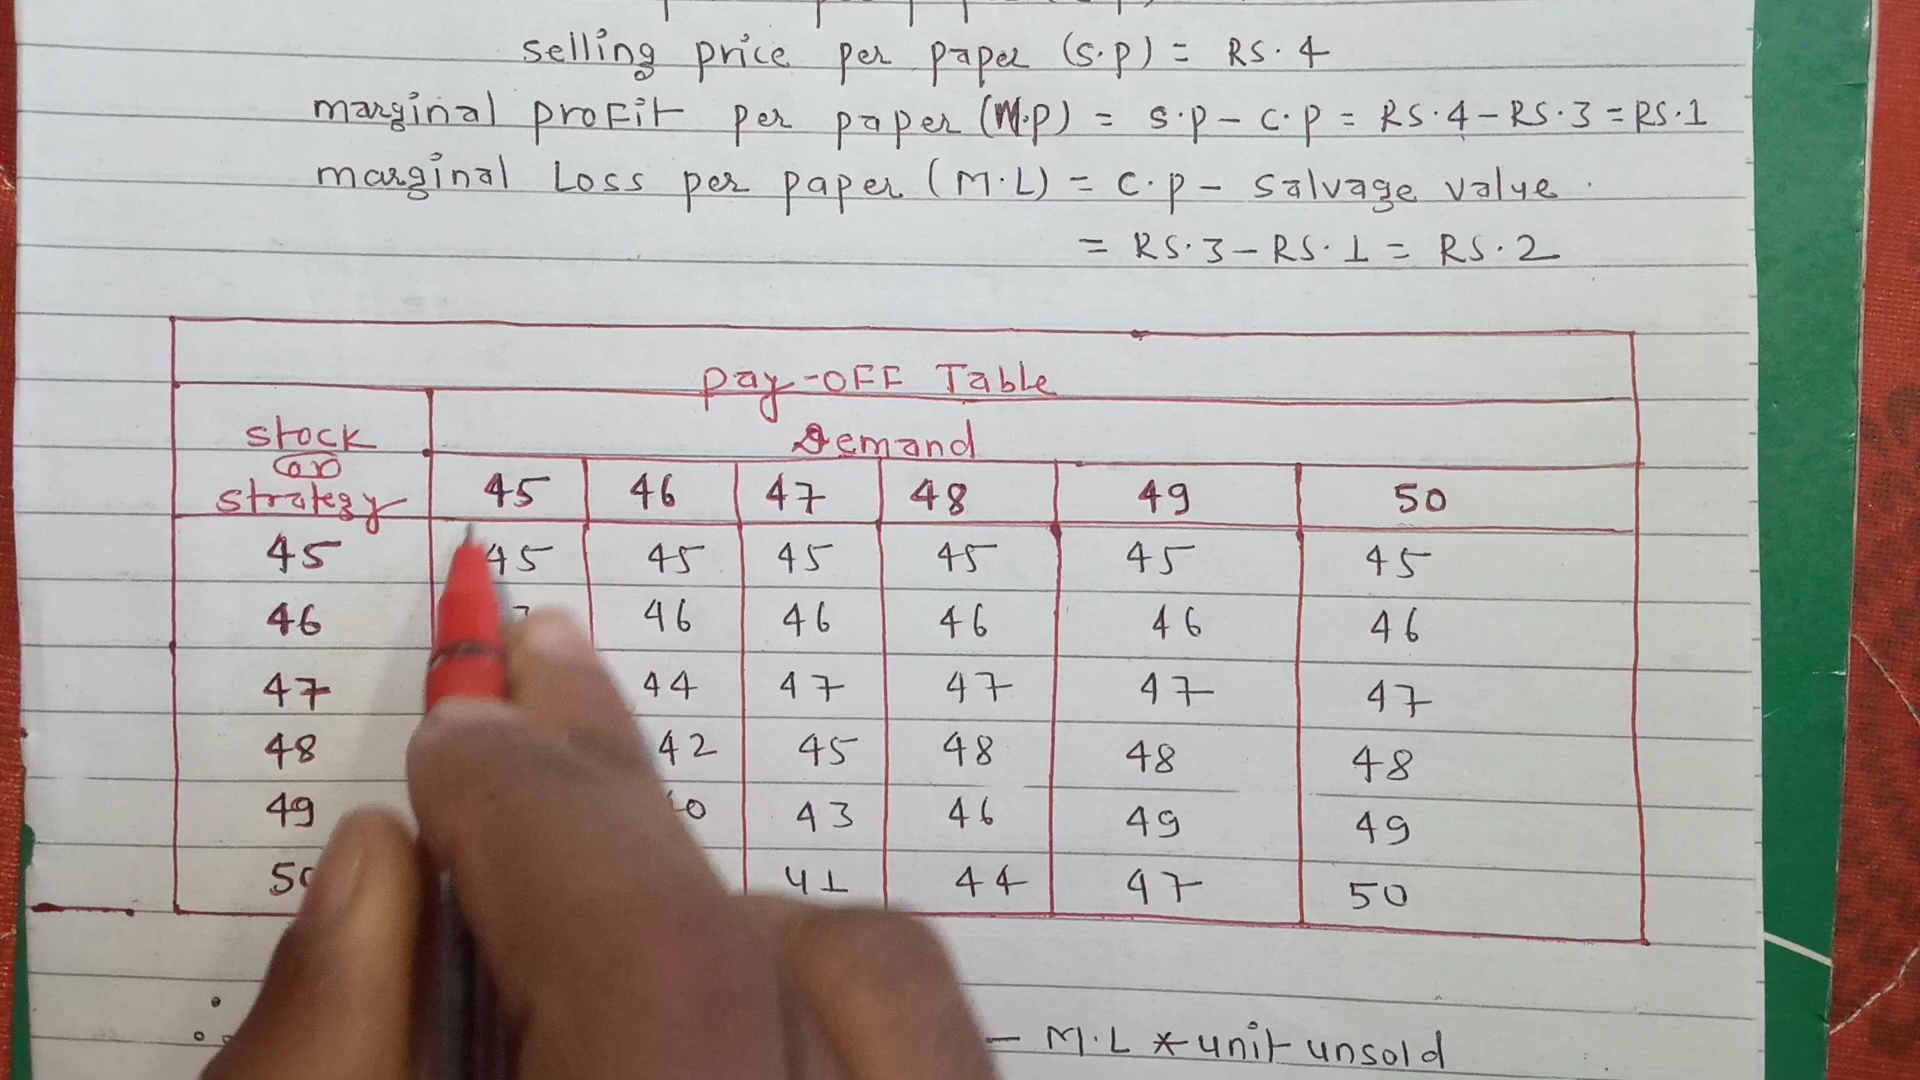 selling price per paper (s.p) = RS. 4
marginal profit per paper (M.p) = s.p - c.p = RS. 4 - RS. 3 = RS. 1
marginal Loss per paper (M.L) = c.p - salvage value.
= RS. 3 - RS. 1 = RS. 2
pay-OFF Table
stock (or) strategy Demand
45 46 47 48 49 50
45 45 45 45 45 45 45
46 46 46 46 46 46
47 44 47 47 47 47
48 42 45 48 48 48
49 43 46 49 49
41 44 47 50
- M.L * unit unsold